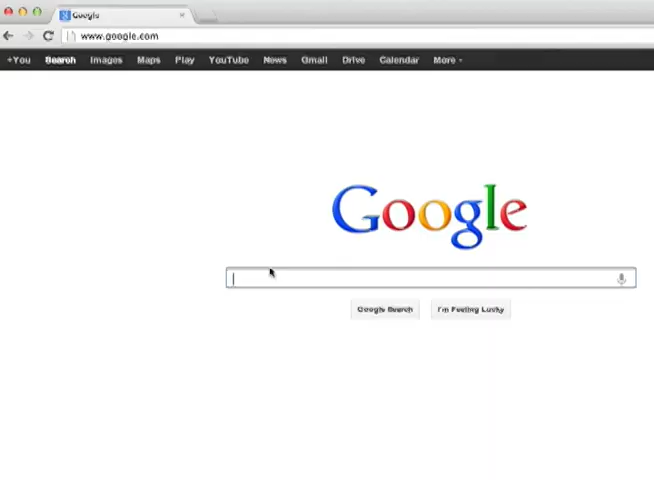 Google
www.google.com
+You Search Images Maps Play YouTube News Gmail Drive Calendar More
Google
Google Search I'm Feeling Lucky